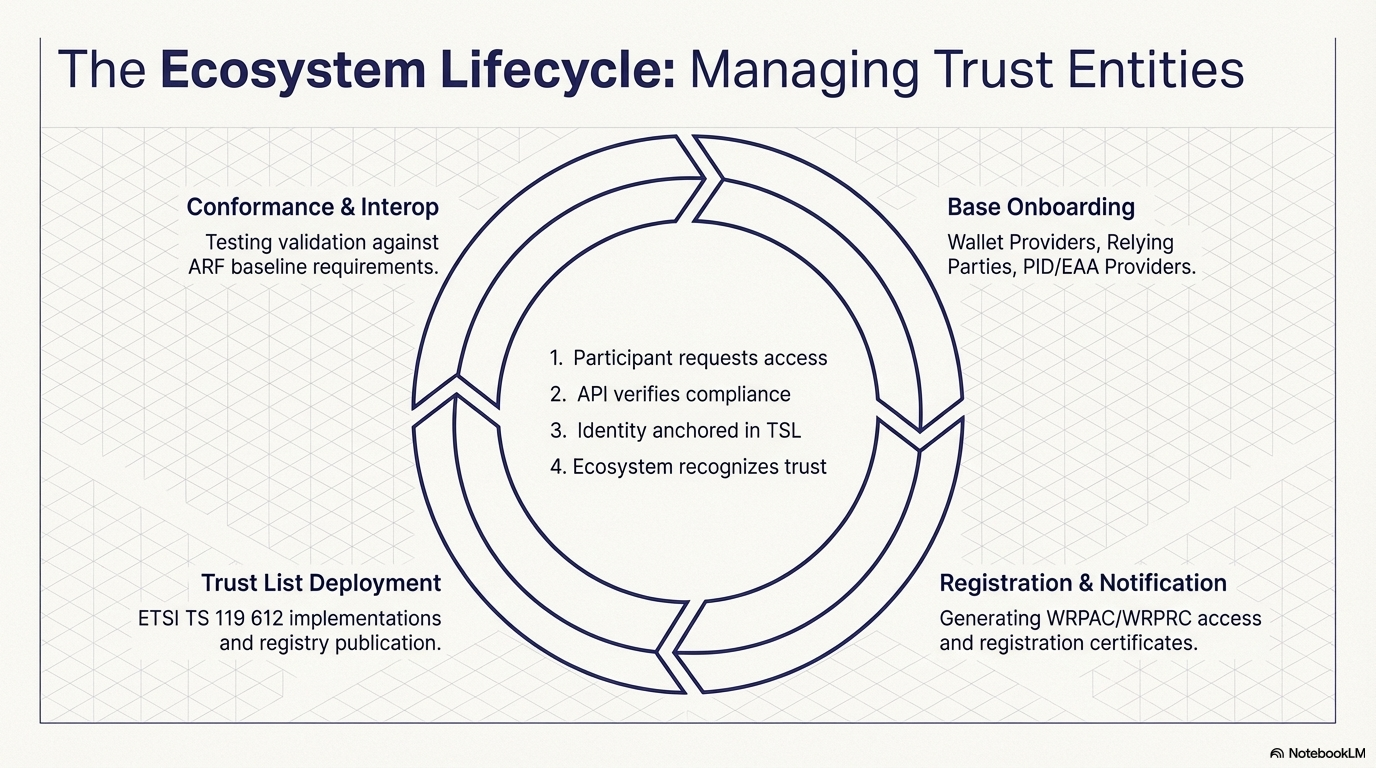 The Ecosystem Lifecycle: Managing Trust Entities
Conformance & Interop
Testing validation against
ARF baseline requirements.
Base Onboarding
Wallet Providers, Relying
Parties, PID/EAA Providers.
1. Participant requests access
2. API verifies compliance
3. Identity anchored in TSL
4. Ecosystem recognizes trust
Trust List Deployment
ETSI TS 119 612 implementations
and registry publication.
Registration & Notification
Generating WRPAC/WRPRC access
and registration certificates.
NotebookLM